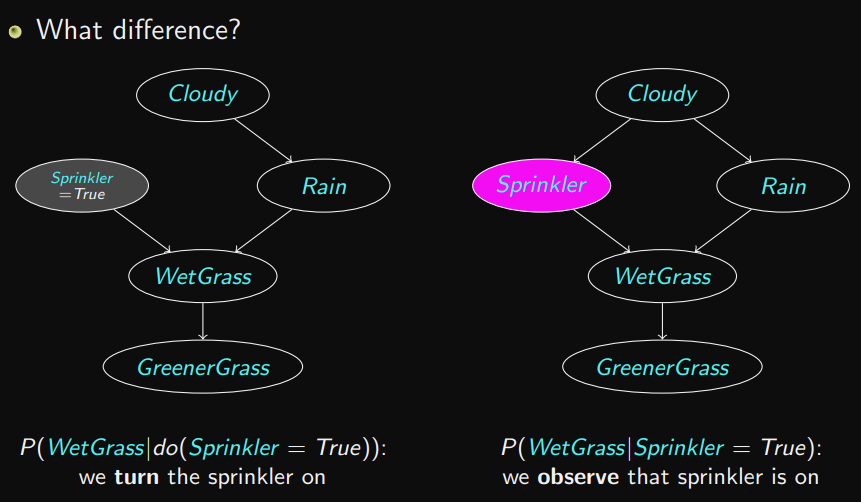 What difference?
Cloudy
Sprinkler
=True
Rain
WetGrass
GreenerGrass
P(WetGrass|do(Sprinkler = True)):
we turn the sprinkler on
Cloudy
Sprinkler
Rain
WetGrass
GreenerGrass
P(WetGrass|Sprinkler = True):
we observe that sprinkler is on